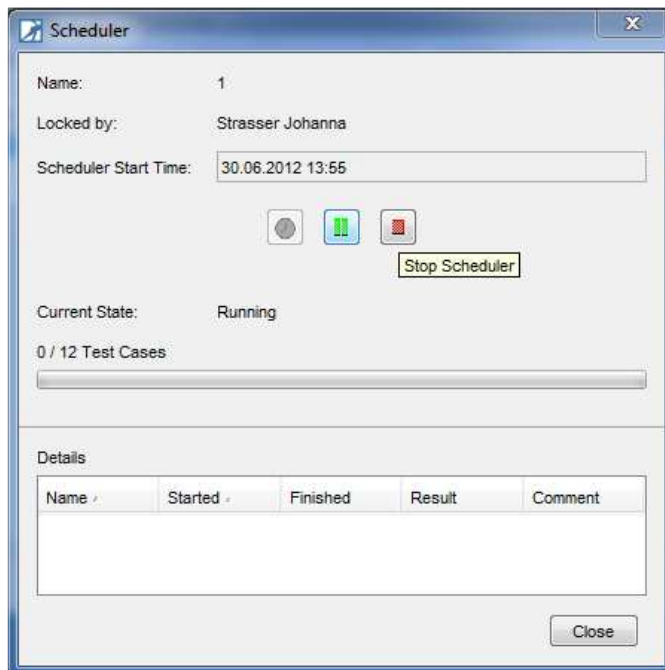 Scheduler
Name: 1
Locked by: Strasser Johanna
Scheduler Start Time: 30.06.2012 13:55
Stop Scheduler
Current State: Running
0 / 12 Test Cases
Details
Name Started Finished Result Comment
Close